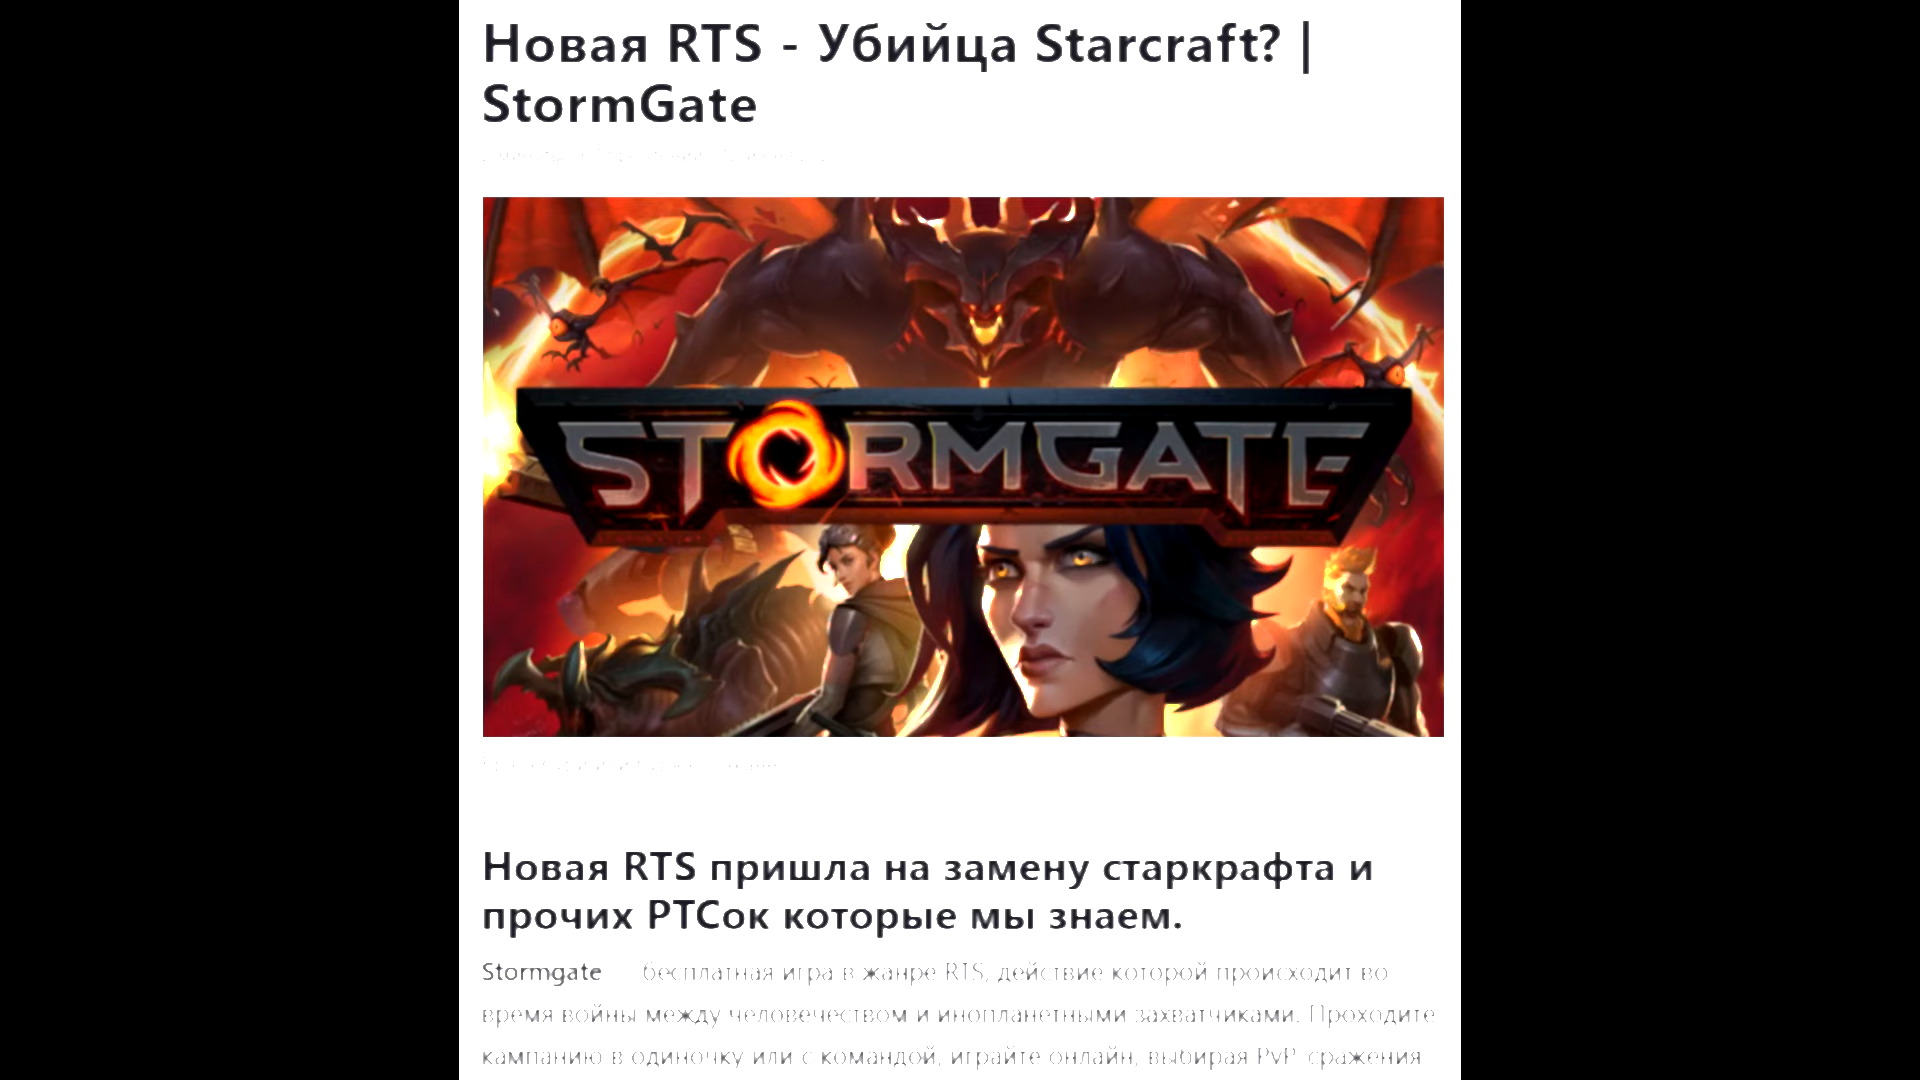 Новая RTS - Убийца Starcraft? |
StormGate
STORMGATE
Новая RTS пришла на замену старкрафта и
прочих РТСок которые мы знаем.
Stormgate бесплатная игра в жанре RTS, действие которой происходит во
время войны между человечеством и инопланетными захватчиками. Проходите
кампанию в одиночку или с командой, играйте онлайн, выбирая PvP-сражения